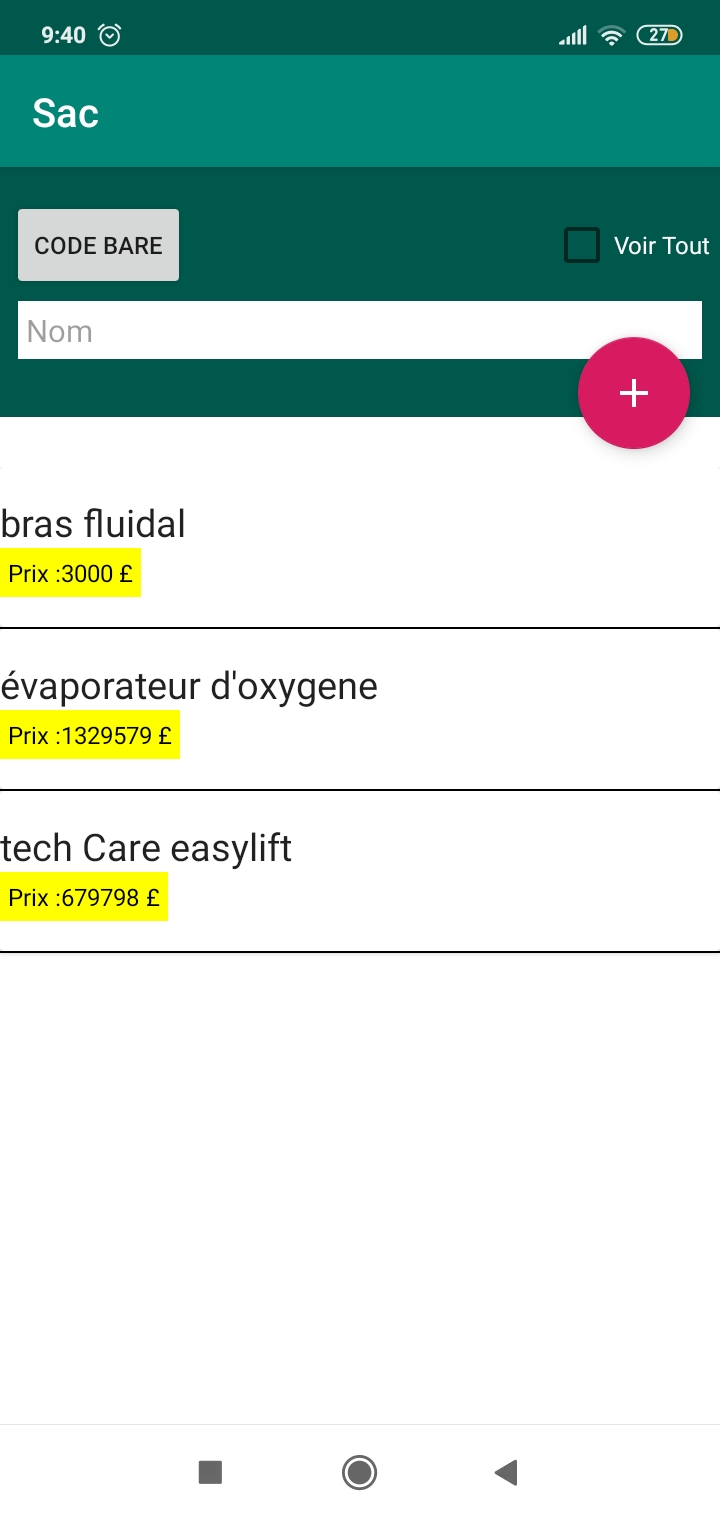 9:40
27
Sac
CODE BARE
Voir Tout
Nom
+
bras fluidal
Prix :3000 £
évaporateur d'oxygene
Prix :1329579 £
tech Care easylift
Prix :679798 £